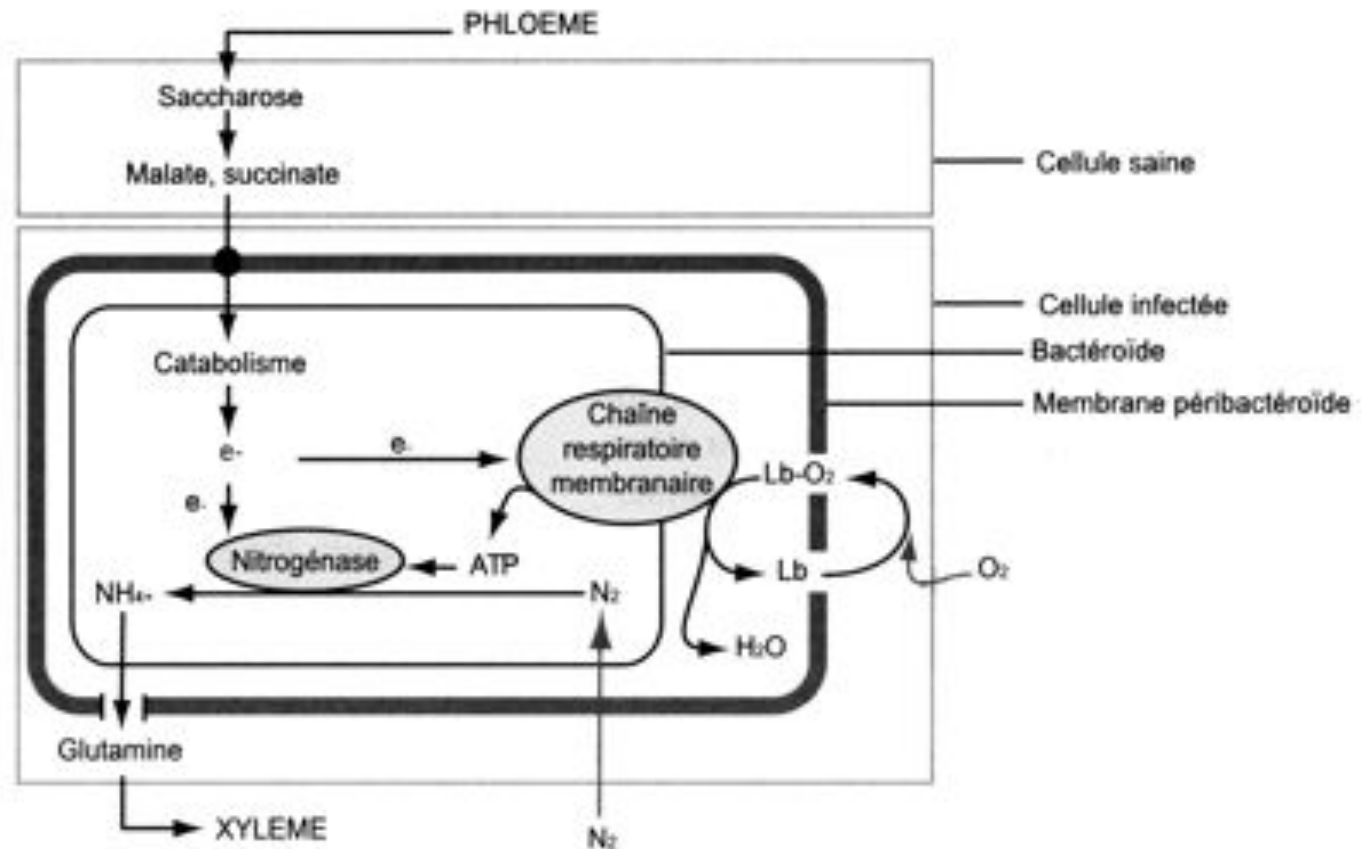 PHLOEME
Saccharose
Malate, succinate
Cellule saine
Cellule infectée
Bactéroïde
Membrane péribactéroïde
Catabolisme
e-
e-
e-
Chaîne
respiratoire
membranaire
Lb-O₂
Nitrogénase
ATP
Lb
O₂
NH₄₊
N₂
H₂O
Glutamine
XYLEME
N₂